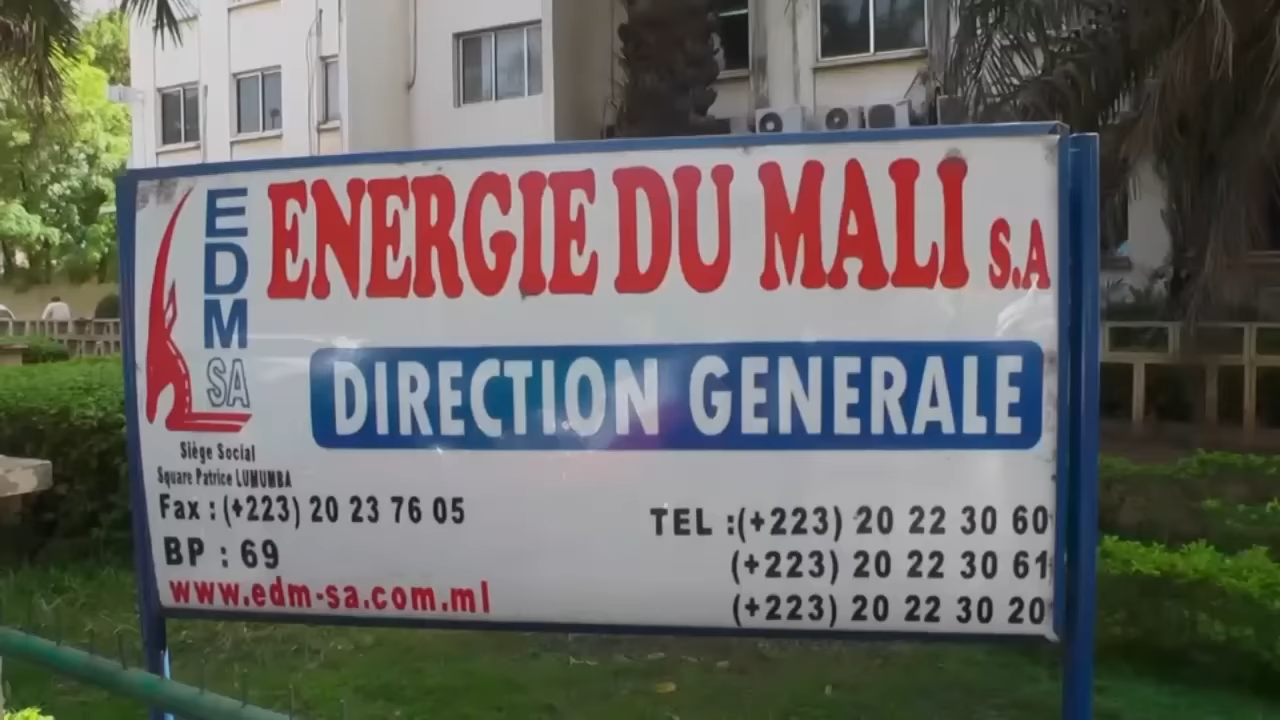 EDM SA
ENERGIE DU MALI S.A
DIRECTION GENERALE
Siège Social
Square Patrice LUMUMBA
Fax : (+223) 20 23 76 05
BP : 69
www.edm-sa.com.ml
TEL :(+223) 20 22 30 60
(+223) 20 22 30 61
(+223) 20 22 30 20